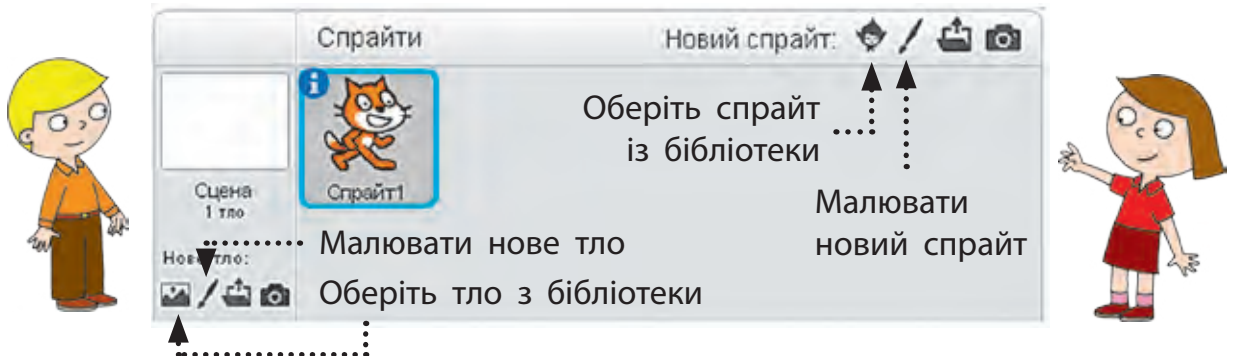 Спрайти
Новий спрайт:
Оберіть спрайт
із бібліотеки
Спрайт1
Сцена
1 тло
Малювати
новий спрайт
Малювати нове тло
тло:
Оберіть тло з бібліотеки